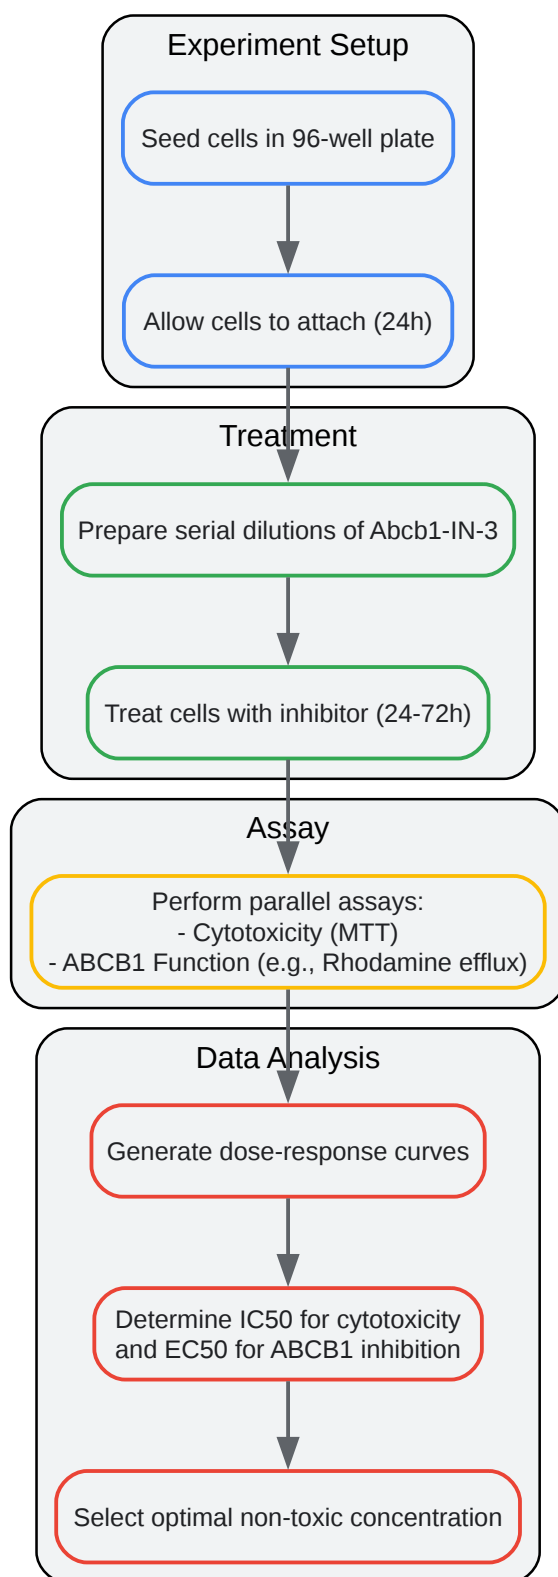 Experiment Setup
Seed cells in 96-well plate
Allow cells to attach (24h)
Treatment
Prepare serial dilutions of Abcb1-IN-3
Treat cells with inhibitor (24-72h)
Assay
Perform parallel assays:
- Cytotoxicity (MTT)
- ABCB1 Function (e.g., Rhodamine efflux)
Data Analysis
Generate dose-response curves
Determine IC50 for cytotoxicity
and EC50 for ABCB1 inhibition
Select optimal non-toxic concentration